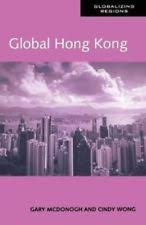 GLOBALIZING
REGIONS
Global Hong Kong
GARY MCDONOGH AND CINDY WONG